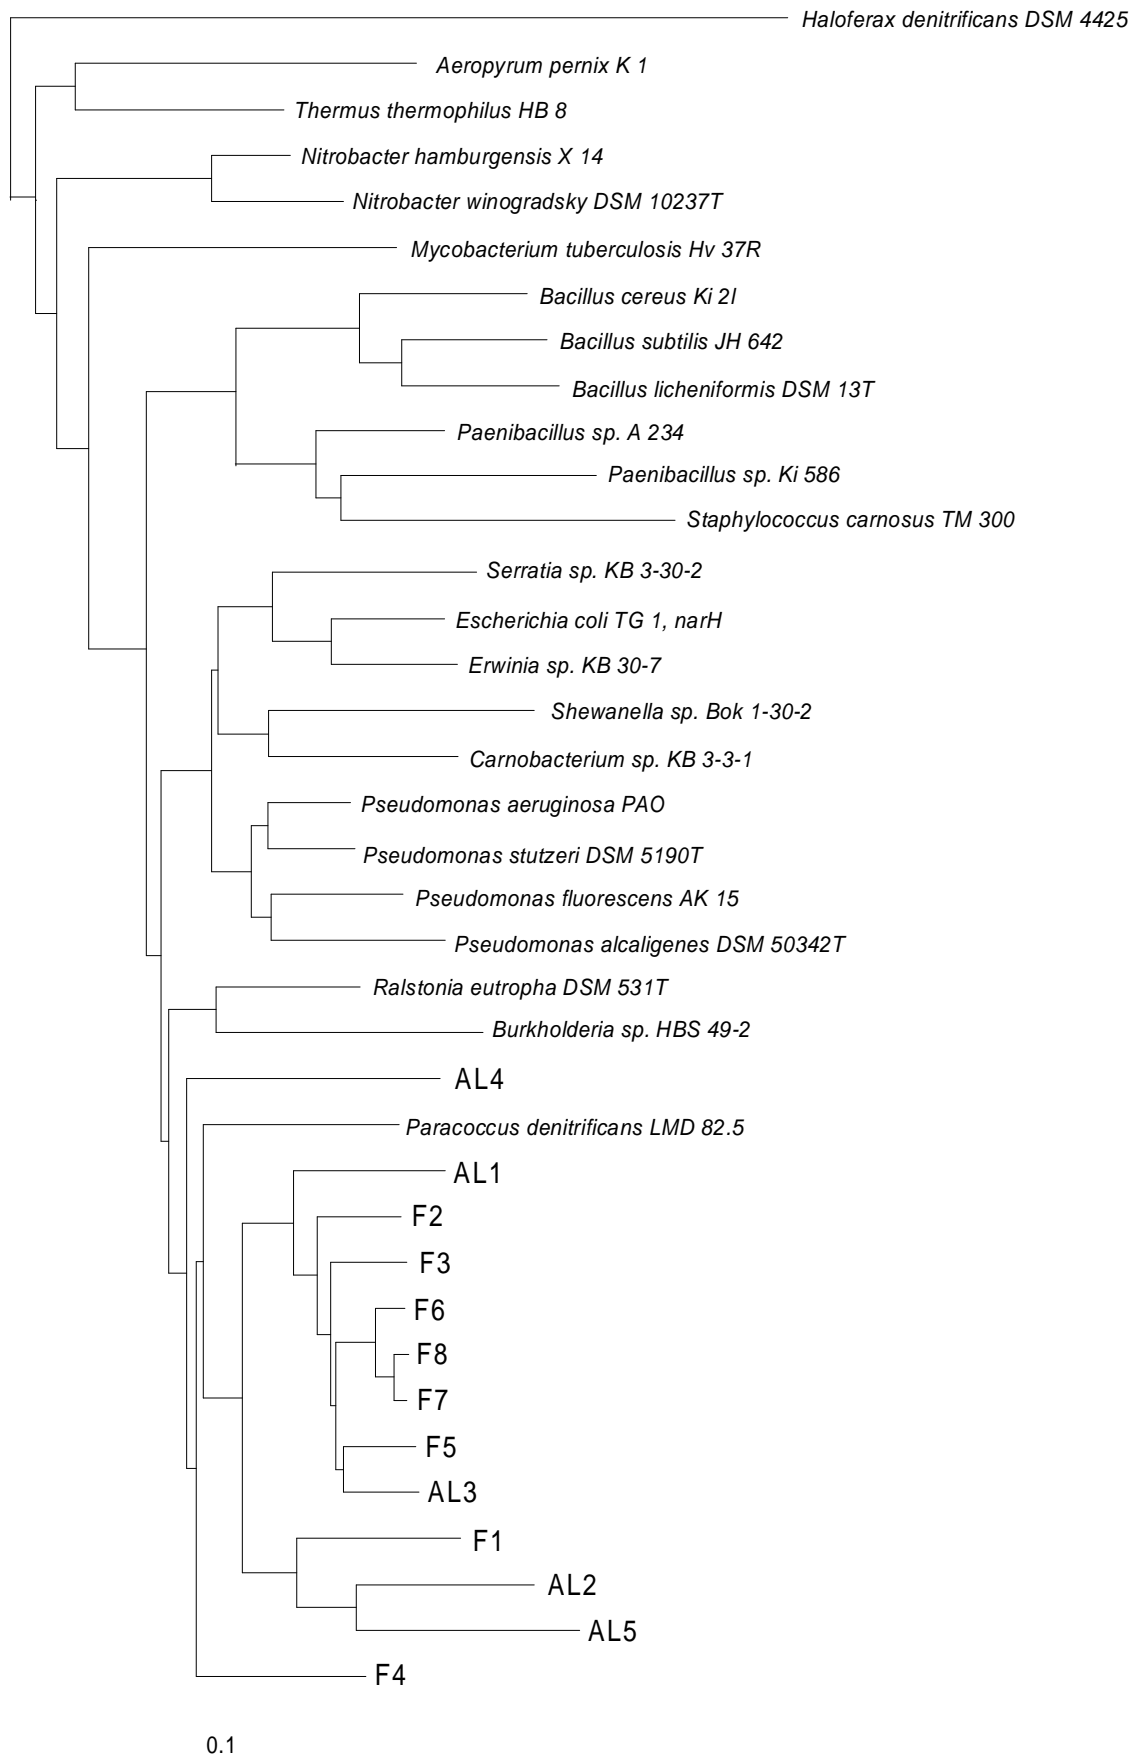 Haloferax denitrificans DSM 4425
Aeropyrum pernix K 1
Thermus thermophilus HB 8
Nitrobacter hamburgensis X 14
Nitrobacter winogradsky DSM 10237T
Mycobacterium tuberculosis Hv 37R
Bacillus cereus Ki 2I
Bacillus subtilis JH 642
Bacillus licheniformis DSM 13T
Paenibacillus sp. A 234
Paenibacillus sp. Ki 586
Staphylococcus carnosus TM 300
Serratia sp. KB 3-30-2
Escherichia coli TG 1, narH
Erwinia sp. KB 30-7
Shewanella sp. Bok 1-30-2
Carnobacterium sp. KB 3-3-1
Pseudomonas aeruginosa PAO
Pseudomonas stutzeri DSM 5190T
Pseudomonas fluorescens AK 15
Pseudomonas alcaligenes DSM 50342T
Ralstonia eutropha DSM 531T
Burkholderia sp. HBS 49-2
AL4
Paracoccus denitrificans LMD 82.5
AL1
F2
F3
F6
F8
F7
F5
AL3
F1
AL2
AL5
F4
0.1